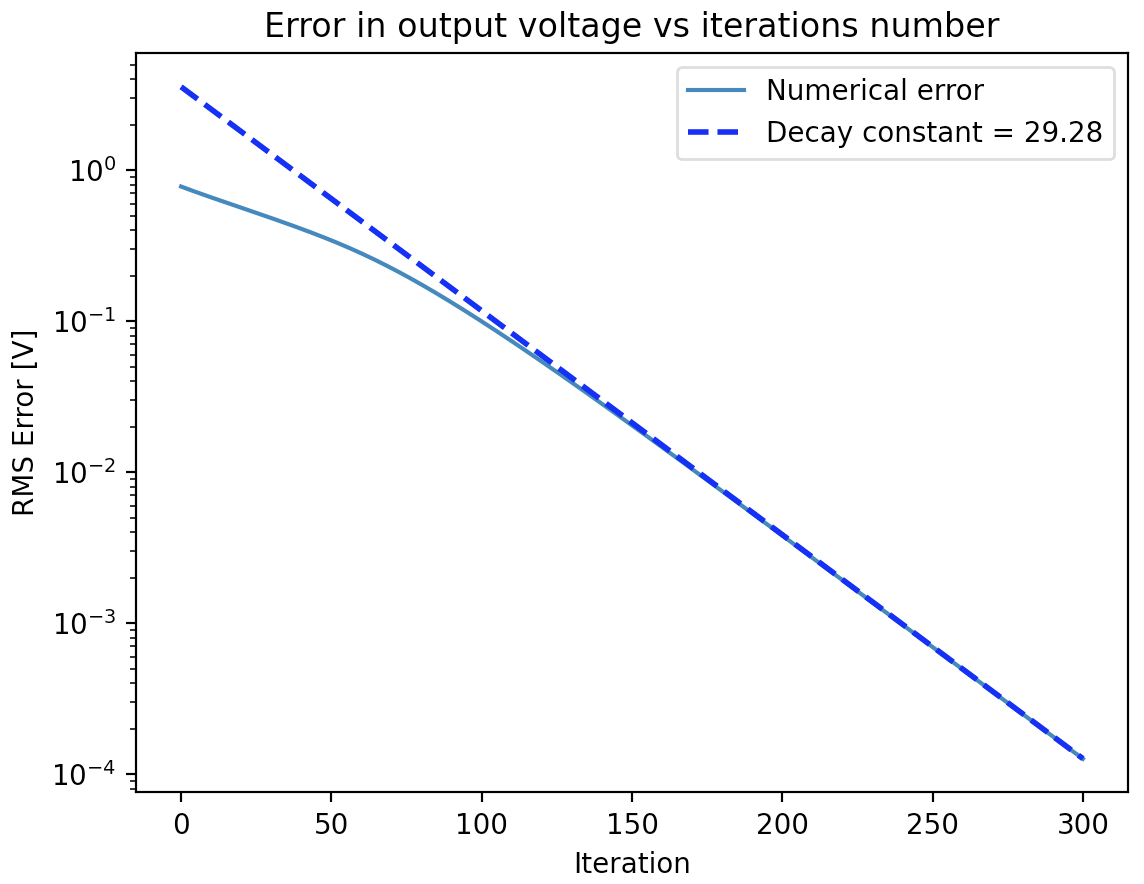 Error in output voltage vs iterations number
Numerical error
Decay constant = 29.28
RMS Error [V]
10⁰
10⁻¹
10⁻²
10⁻³
10⁻⁴
0 50 100 150 200 250 300
Iteration